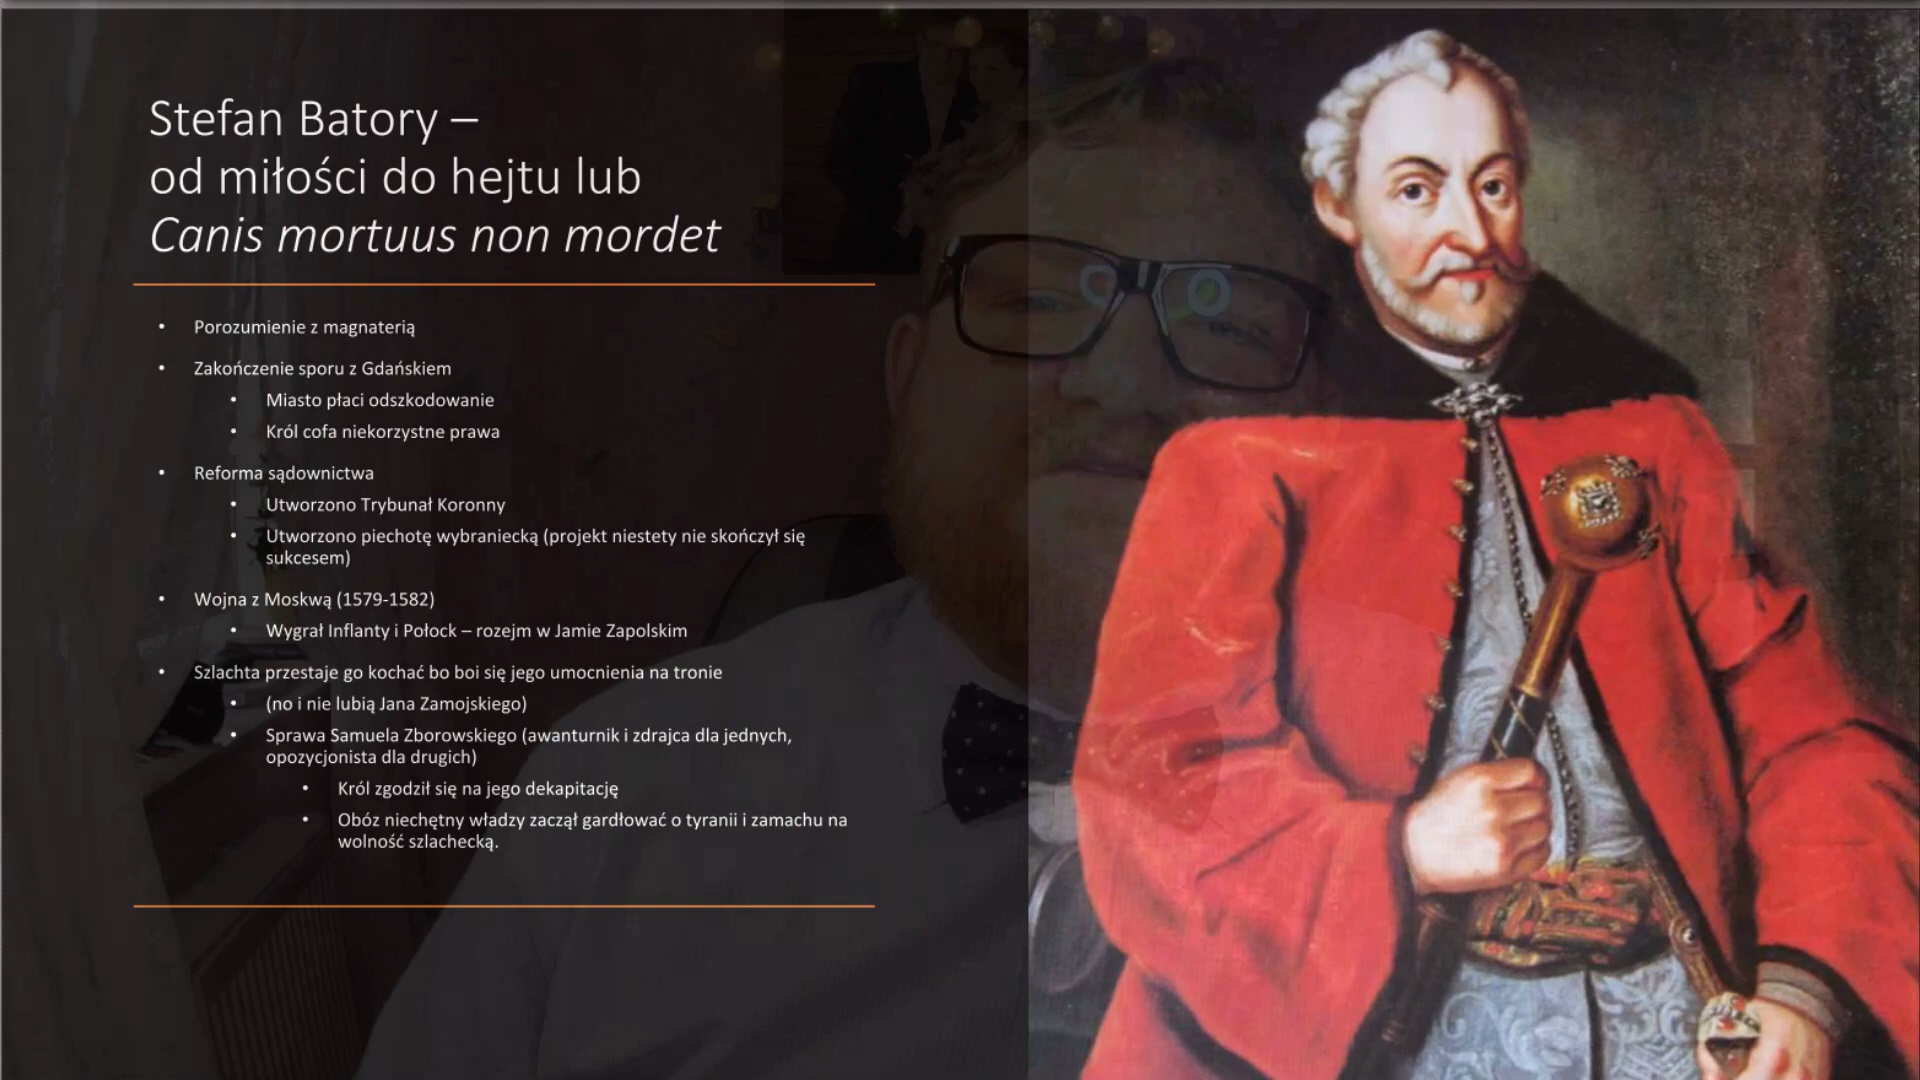 Stefan Batory –
od miłości do hejtu lub
Canis mortuus non mordet
• Porozumienie z magnaterią
• Zakończenie sporu z Gdańskiem
• Miasto płaci odszkodowanie
• Król cofa niekorzystne prawa
• Reforma sądownictwa
• Utworzono Trybunał Koronny
• Utworzono piechotę wybraniecką (projekt niestety nie skończył się
sukcesem)
• Wojna z Moskwą (1579-1582)
• Wygrał Inflanty i Połock – rozejm w Jamie Zapolskim
• Szlachta przestaje go kochać bo boi się jego umocnienia na tronie
• (no i nie lubią Jana Zamojskiego)
• Sprawa Samuela Zborowskiego (awanturnik i zdrajca dla jednych,
opozycjonista dla drugich)
• Król zgodził się na jego dekapitację
• Obóz niechętny władzy zaczął gardłować o tyranii i zamachu na
wolność szlachecką.